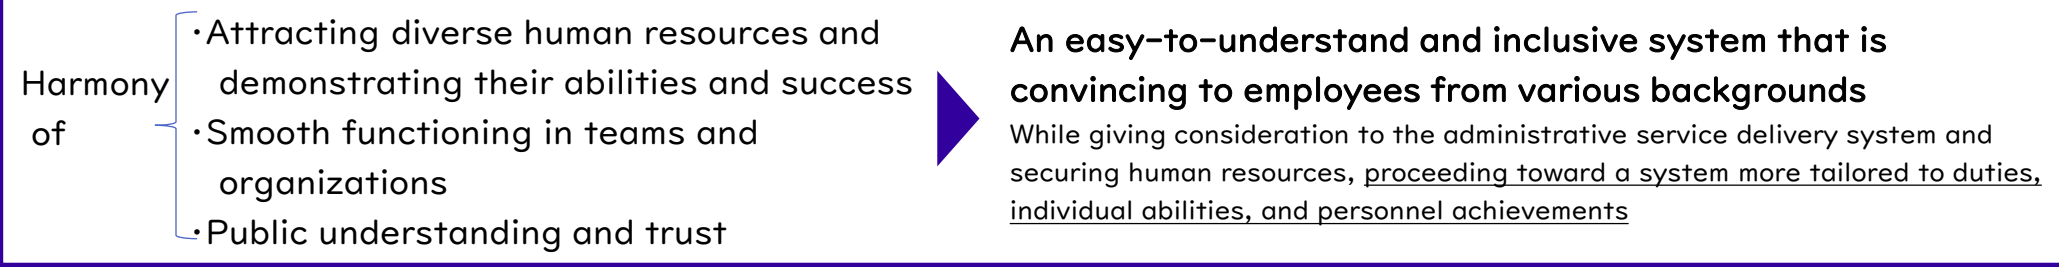 Harmony
of
・Attracting diverse human resources and
demonstrating their abilities and success
・Smooth functioning in teams and
organizations
・Public understanding and trust
An easy-to-understand and inclusive system that is
convincing to employees from various backgrounds
While giving consideration to the administrative service delivery system and
securing human resources, proceeding toward a system more tailored to duties,
individual abilities, and personnel achievements